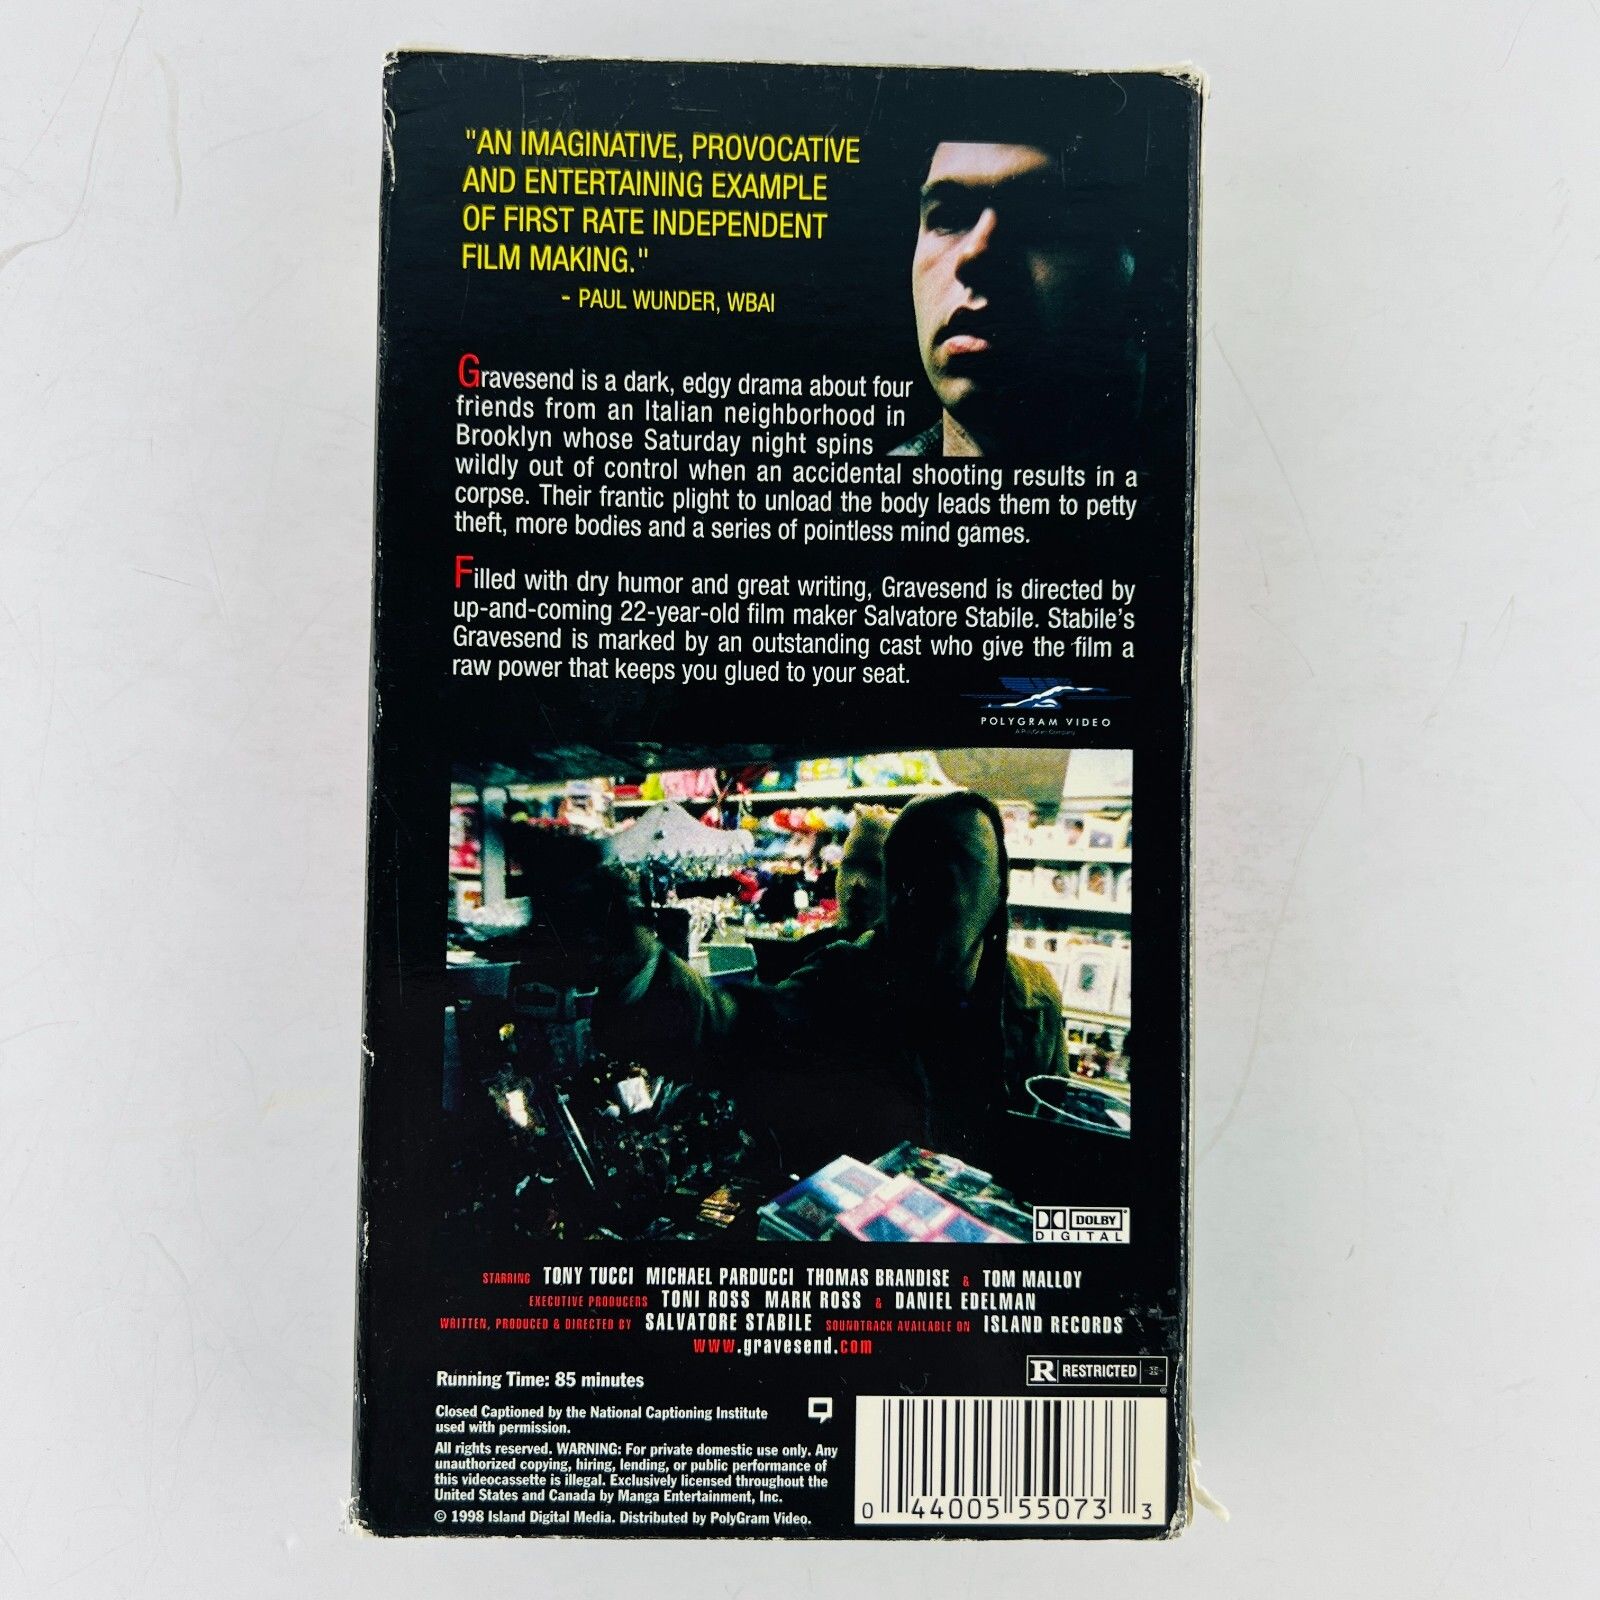 "AN IMAGINATIVE, PROVOCATIVE
AND ENTERTAINING EXAMPLE
OF FIRST RATE INDEPENDENT
FILM MAKING."
- PAUL WUNDER, WBAI
Gravesend is a dark, edgy drama about four
friends from an Italian neighborhood in
Brooklyn whose Saturday night spins
wildly out of control when an accidental shooting results in a
corpse. Their frantic plight to unload the body leads them to petty
theft, more bodies and a series of pointless mind games.
Filled with dry humor and great writing, Gravesend is directed by
up-and-coming 22-year-old film maker Salvatore Stabile. Stabile's
Gravesend is marked by an outstanding cast who give the film a
raw power that keeps you glued to your seat.
POLYGRAM VIDEO
A PolyGram Company
DOLBY
DIGITAL
STARRING TONY TUCCI MICHAEL PARDUCCI THOMAS BRANDISE & TOM MALLOY
EXECUTIVE PRODUCERS TONI ROSS MARK ROSS & DANIEL EDELMAN
WRITTEN, PRODUCED & DIRECTED BY SALVATORE STABILE SOUNDTRACK AVAILABLE ON ISLAND RECORDS
www.gravesend.com
R RESTRICTED
Running Time: 85 minutes
Closed Captioned by the National Captioning Institute
used with permission.
All rights reserved. WARNING: For private domestic use only. Any
unauthorized copying, hiring, lending, or public performance of
this videocassette is illegal. Exclusively licensed throughout the
United States and Canada by Manga Entertainment, Inc.
© 1998 Island Digital Media. Distributed by PolyGram Video.
0 44005 55073 3